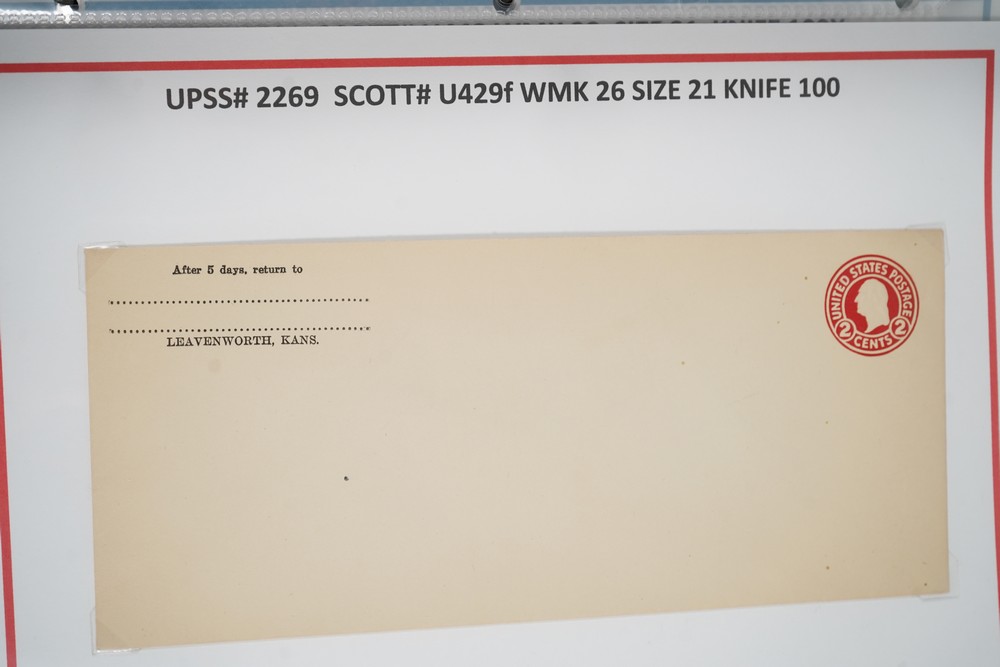 UPSS# 2269 SCOTT# U429f WMK 26 SIZE 21 KNIFE 100
After 5 days, return to
LEAVENWORTH, KANS.
UNITED STATES POSTAGE
2 CENTS 2